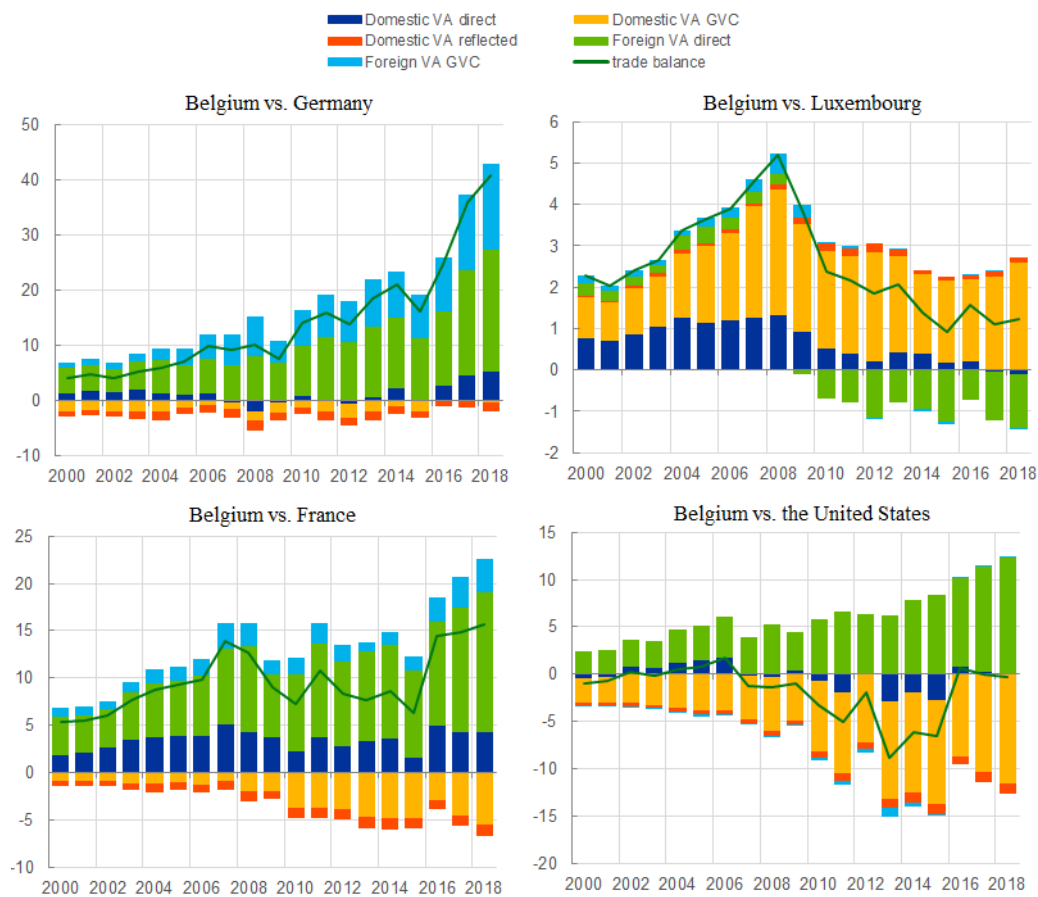 Domestic VA direct
Domestic VA GVC
Domestic VA reflected
Foreign VA direct
Foreign VA GVC
trade balance
Belgium vs. Germany
50
40
30
20
10
0
-10
2000 2002 2004 2006 2008 2010 2012 2014 2016 2018
Belgium vs. Luxembourg
6
5
4
3
2
1
0
-1
-2
2000 2002 2004 2006 2008 2010 2012 2014 2016 2018
Belgium vs. France
25
20
15
10
5
0
-5
-10
2000 2002 2004 2006 2008 2010 2012 2014 2016 2018
Belgium vs. the United States
15
10
5
0
-5
-10
-15
-20
2000 2002 2004 2006 2008 2010 2012 2014 2016 2018